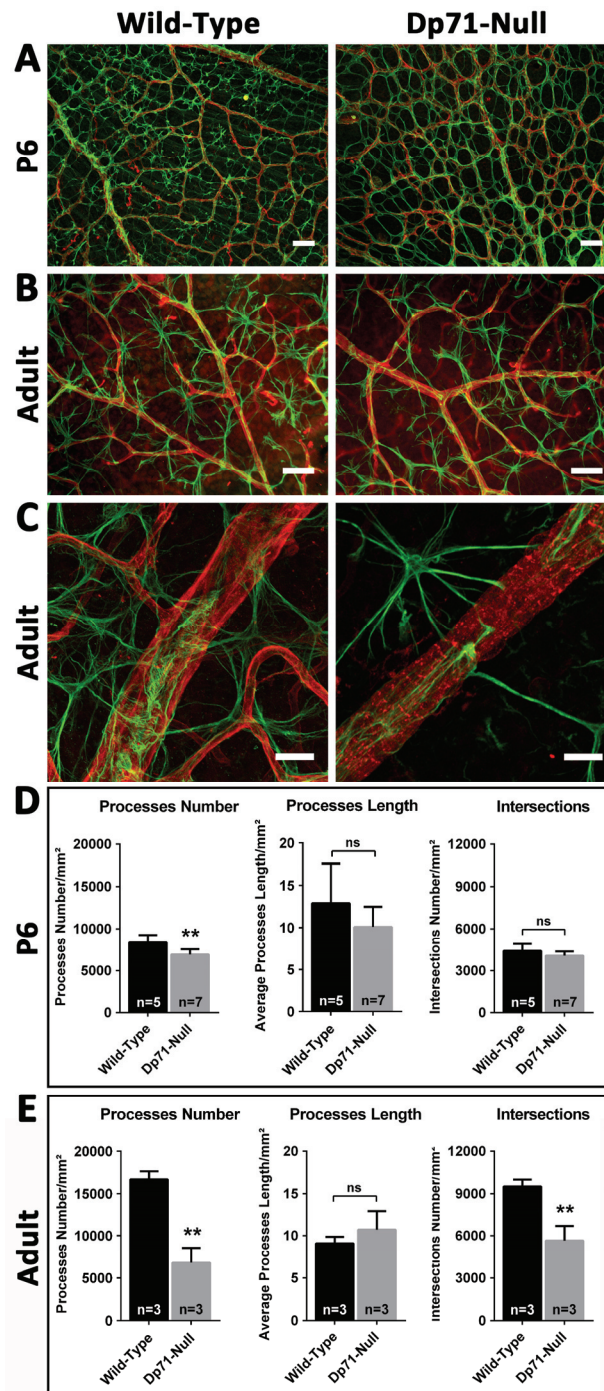 Wild-Type Dp71-Null
A
P6
B
Adult
C
Adult
D
P6
Processes Number
Processes Number/mm²
20000
15000
10000
5000
0
**
n=5
n=7
Wild-Type
Dp71-Null
Processes Length
Average Processes Length/mm²
20
15
10
5
0
ns
n=5
n=7
Wild-Type
Dp71-Null
Intersections
Intersections Number/mm²
12000
9000
6000
3000
0
ns
n=5
n=7
Wild-Type
Dp71-Null
E
Adult
Processes Number
Processes Number/mm²
20000
15000
10000
5000
0
**
n=3
n=3
Wild-Type
Dp71-Null
Processes Length
Average Processes Length/mm²
20
15
10
5
0
ns
n=3
n=3
Wild-Type
Dp71-Null
Intersections
Intersections Number/mm²
12000
9000
6000
3000
0
**
n=3
n=3
Wild-Type
Dp71-Null